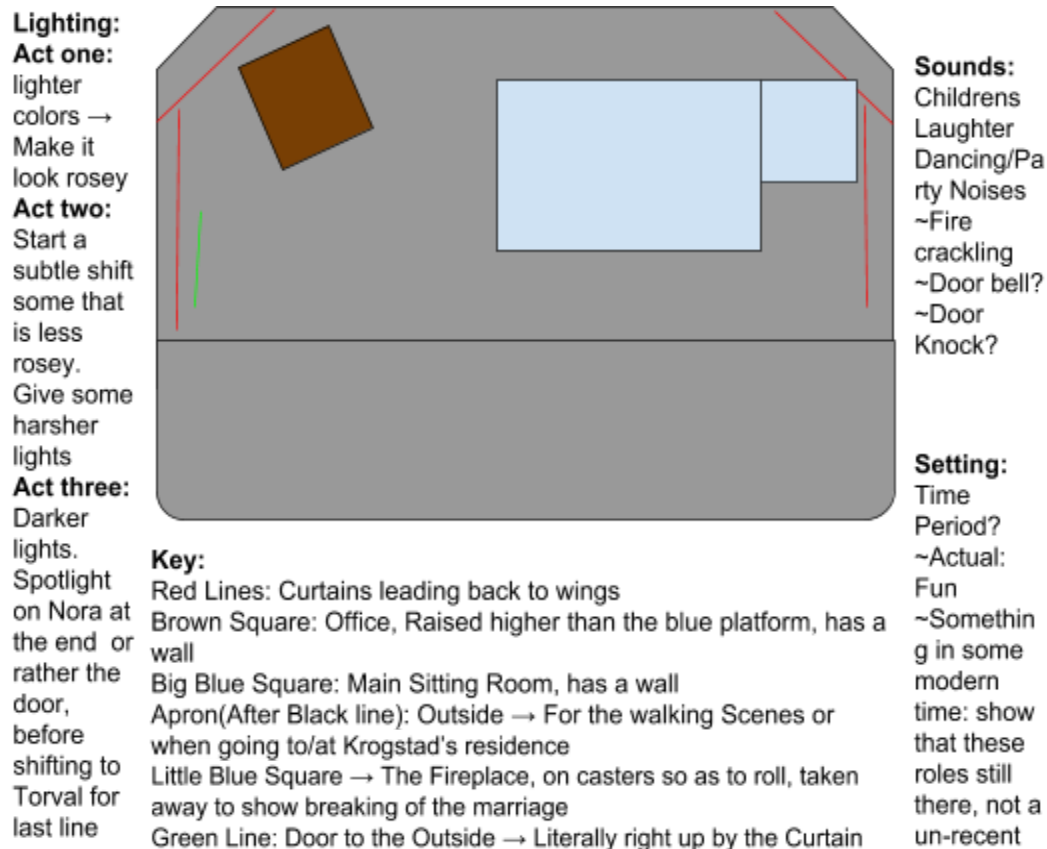 Lighting:
Act one:
lighter
colors →
Make it
look rosey
Act two:
Start a
subtle shift
some that
is less
rosey.
Give some
harsher
lights
Act three:
Darker
lights.
Spotlight
on Nora at
the end or
rather the
door,
before
shifting to
Torval for
last line
Key:
Red Lines: Curtains leading back to wings
Brown Square: Office, Raised higher than the blue platform, has a
wall
Big Blue Square: Main Sitting Room, has a wall
Apron(After Black line): Outside → For the walking Scenes or
when going to/at Krogstad's residence
Little Blue Square → The Fireplace, on casters so as to roll, taken
away to show breaking of the marriage
Green Line: Door to the Outside → Literally right up by the Curtain
Sounds:
Childrens
Laughter
Dancing/Pa
rty Noises
~Fire
crackling
~Door bell?
~Door
Knock?
Setting:
Time
Period?
~Actual:
Fun
~Somethin
g in some
modern
time: show
that these
roles still
there, not a
un-recent